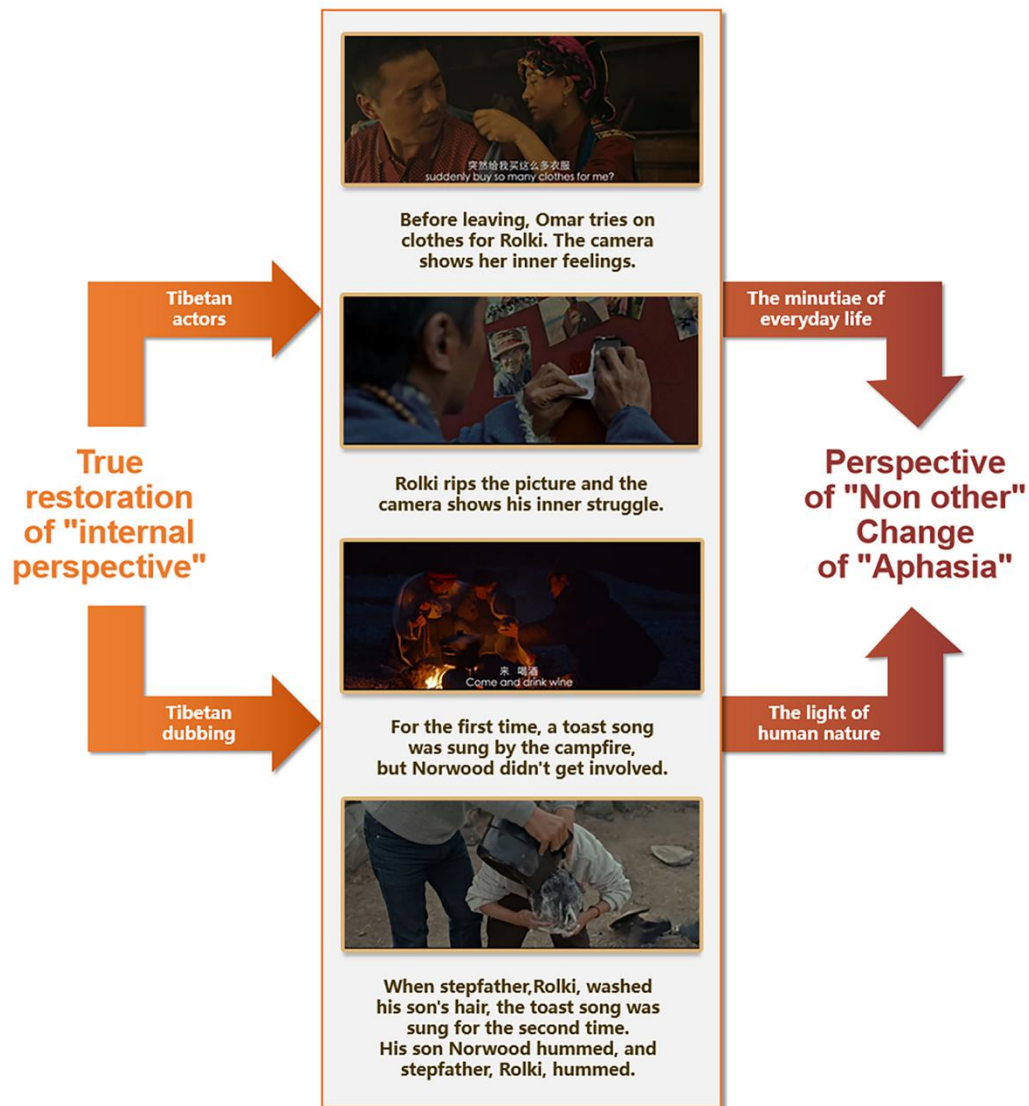 突然给我买这么多衣服
suddenly buy so many clothes for me?
Before leaving, Omar tries on
clothes for Rolki. The camera
shows her inner feelings.
Tibetan
actors
The minutiae of
everyday life
Rolki rips the picture and the
camera shows his inner struggle.
True
restoration
of "internal
perspective"
Perspective
of "Non other"
Change
of "Aphasia"
来 喝酒
Come and drink wine
Tibetan
dubbing
The light of
human nature
For the first time, a toast song
was sung by the campfire,
but Norwood didn't get involved.
When stepfather,Rolki, washed
his son's hair, the toast song was
sung for the second time.
His son Norwood hummed, and
stepfather, Rolki, hummed.